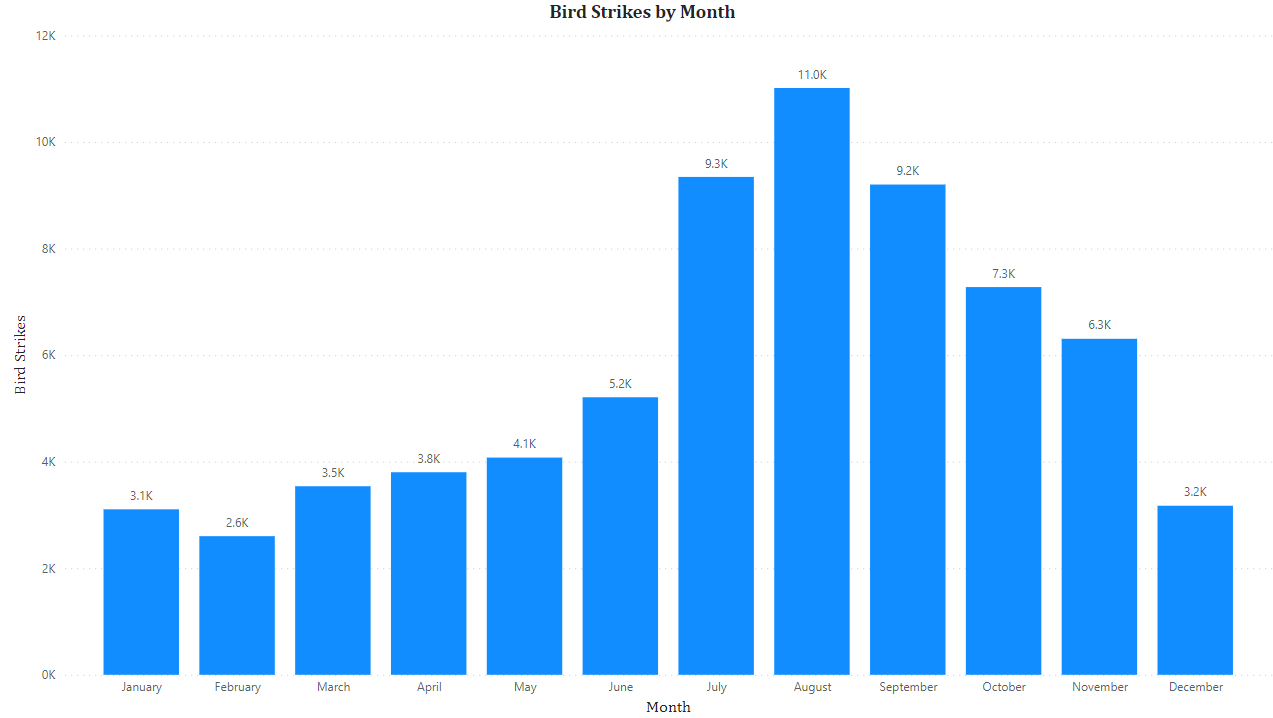 Bird Strikes by Month
12K
10K
8K
6K
4K
2K
0K
Bird Strikes
3.1K
2.6K
3.5K
3.8K
4.1K
5.2K
9.3K
11.0K
9.2K
7.3K
6.3K
3.2K
January February March April May June July August September October November December
Month